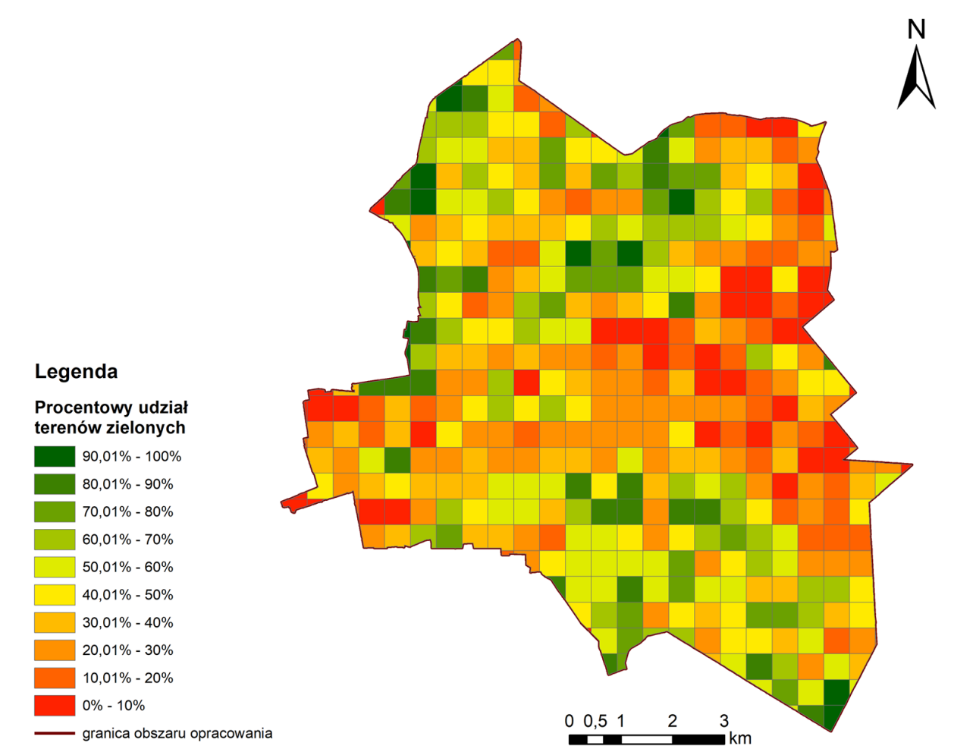 N
Legenda
Procentowy udział
terenów zielonych
90,01% - 100%
80,01% - 90%
70,01% - 80%
60,01% - 70%
50,01% - 60%
40,01% - 50%
30,01% - 40%
20,01% - 30%
10,01% - 20%
0% - 10%
granica obszaru opracowania
0 0,5 1 2 3
km